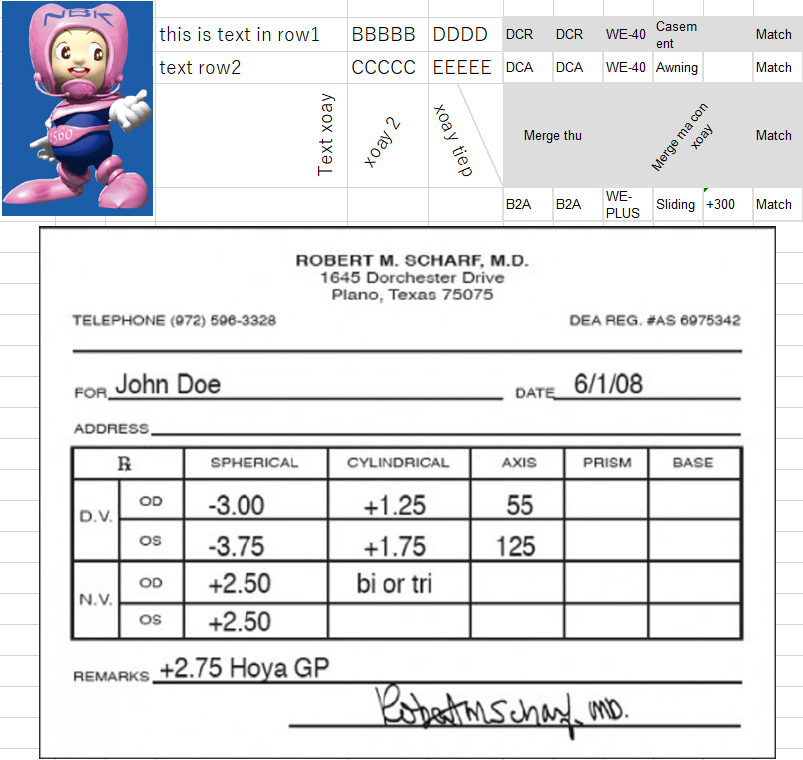 NBK
560
this is text in row1 BBBBB DDDD DCR DCR WE-40 Casem
ent Match
text row2 CCCCC EEEEE DCA DCA WE-40 Awning Match
Text xoay xoay 2 xoay tiep Merge thu Merge ma con
xoay Match
B2A B2A WE-
PLUS Sliding +300 Match
ROBERT M. SCHARF, M.D.
1645 Dorchester Drive
Plano, Texas 75075
TELEPHONE (972) 596-3328 DEA REG. #AS 6975342
FOR John Doe DATE 6/1/08
ADDRESS
℞ SPHERICAL CYLINDRICAL AXIS PRISM BASE
D.V. OD -3.00 +1.25 55
OS -3.75 +1.75 125
N.V. OD +2.50 bi or tri
OS +2.50
REMARKS +2.75 Hoya GP
Robert M Scharf, MD.